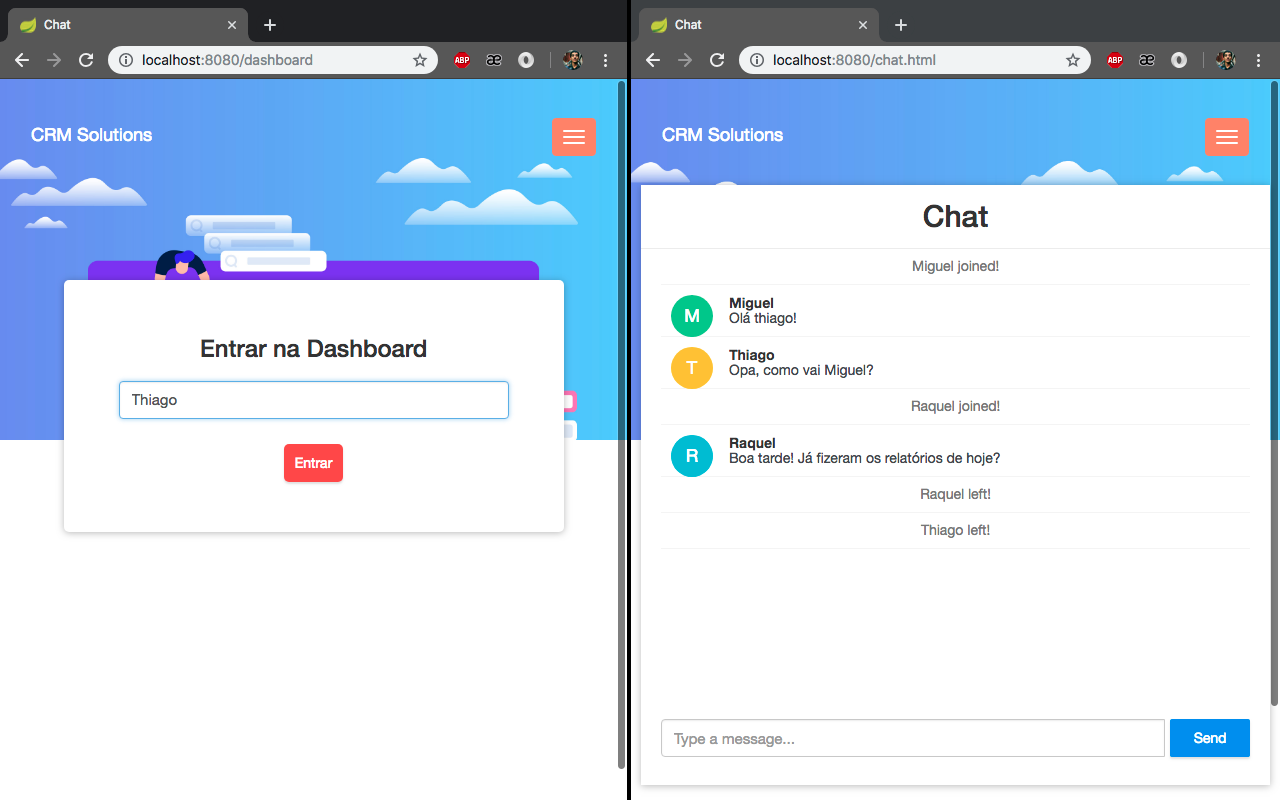 Chat
localhost:8080/dashboard
ABP
æ
CRM Solutions
Entrar na Dashboard
Thiago
Entrar
Chat
localhost:8080/chat.html
ABP
æ
CRM Solutions
Chat
Miguel joined!
M
Miguel
Olá thiago!
T
Thiago
Opa, como vai Miguel?
Raquel joined!
R
Raquel
Boa tarde! Já fizeram os relatórios de hoje?
Raquel left!
Thiago left!
Type a message...
Send